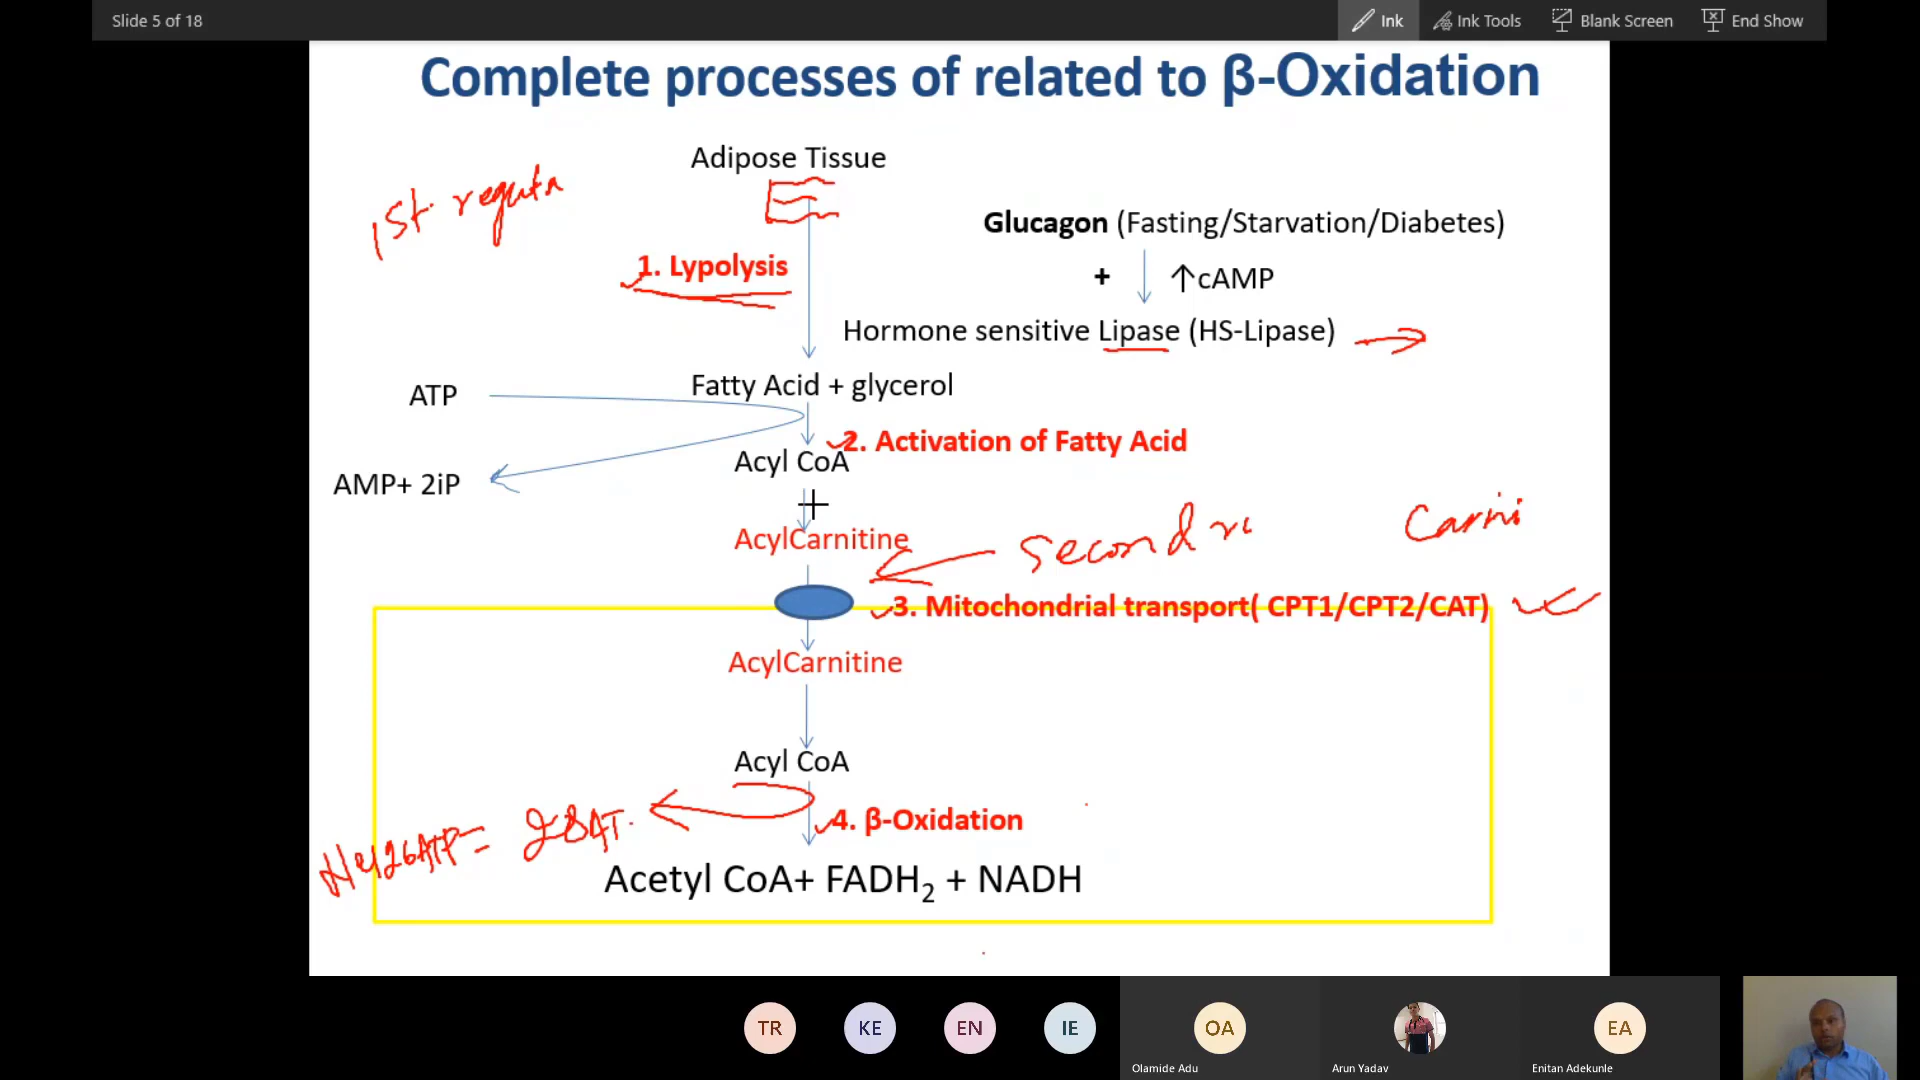 Slide 5 of 18
Ink
Ink Tools
Blank Screen
End Show
Complete processes of related to β-Oxidation
Adipose Tissue
1st reguta
Glucagon (Fasting/Starvation/Diabetes)
1. Lypolysis
+ ↑cAMP
Hormone sensitive Lipase (HS-Lipase)
ATP
Fatty Acid + glycerol
2. Activation of Fatty Acid
Acyl CoA
AMP+ 2iP
AcylCarnitine
Second
Carni
3. Mitochondrial transport( CPT1/CPT2/CAT)
AcylCarnitine
Acyl CoA
4. β-Oxidation
Acetyl CoA+ FADH2 + NADH
TR
KE
EN
IE
OA
EA
Olamide Adu
Arun Yadav
Enitan Adekunle